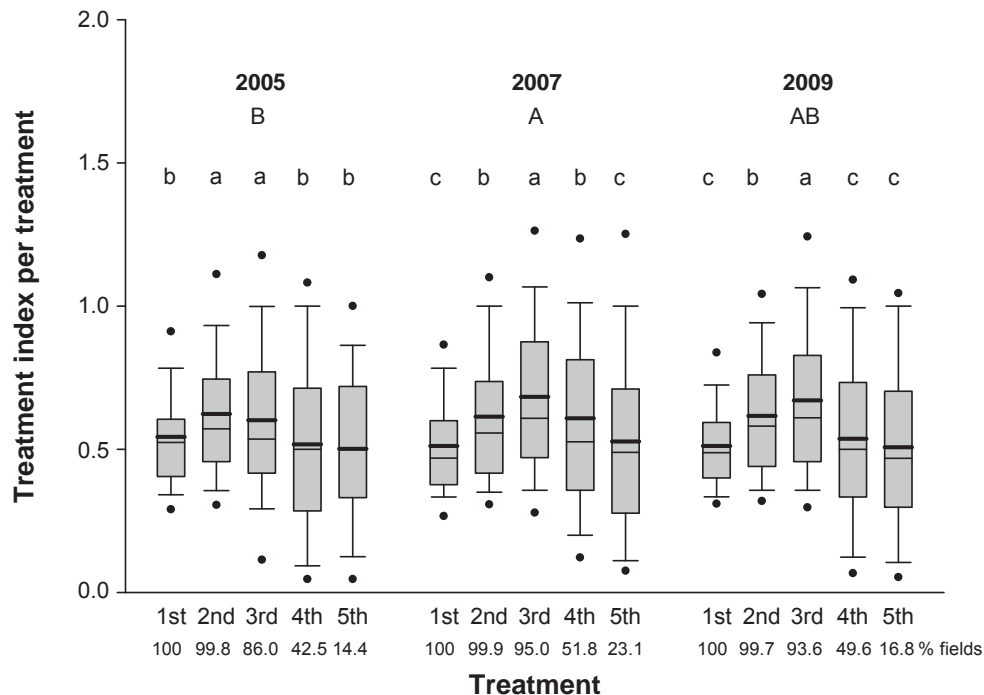 2.0
2005 2007 2009
B A AB
1.5
b a a b b c b a b c c b a c c
1.0
0.5
0.0
Treatment index per treatment
1st 2nd 3rd 4th 5th 1st 2nd 3rd 4th 5th 1st 2nd 3rd 4th 5th
100 99.8 86.0 42.5 14.4 100 99.9 95.0 51.8 23.1 100 99.7 93.6 49.6 16.8 % fields
Treatment